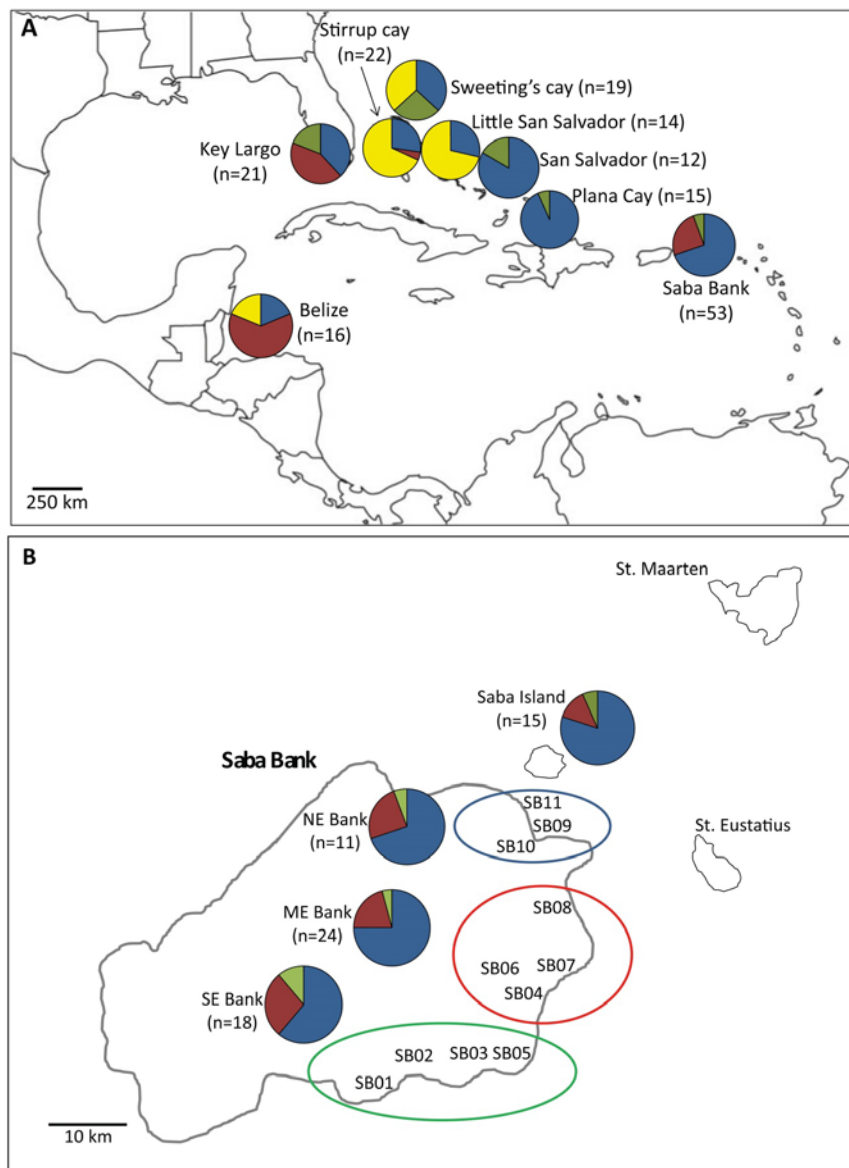 A
Stirrup cay
(n=22)
Sweeting's cay (n=19)
Little San Salvador (n=14)
Key Largo
(n=21)
San Salvador (n=12)
Plana Cay (n=15)
Saba Bank
(n=53)
Belize
(n=16)
250 km
B
St. Maarten
Saba Island
(n=15)
Saba Bank
NE Bank
(n=11)
SB11
SB09
SB10
St. Eustatius
ME Bank
(n=24)
SB08
SB06
SB07
SB04
SE Bank
(n=18)
SB02
SB03
SB05
SB01
10 km